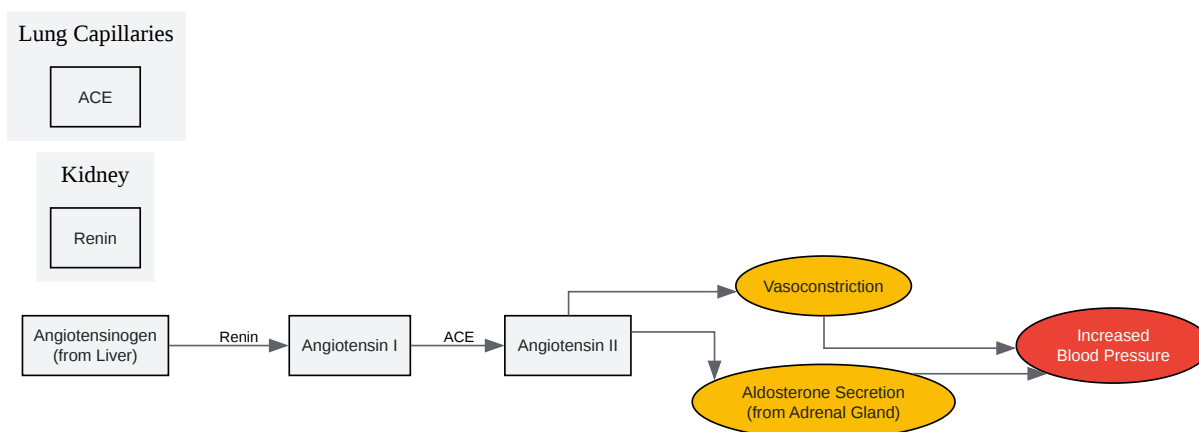 Lung Capillaries
ACE
Kidney
Renin
Angiotensinogen
(from Liver)
Renin
Angiotensin I
ACE
Angiotensin II
Vasoconstriction
Aldosterone Secretion
(from Adrenal Gland)
Increased
Blood Pressure